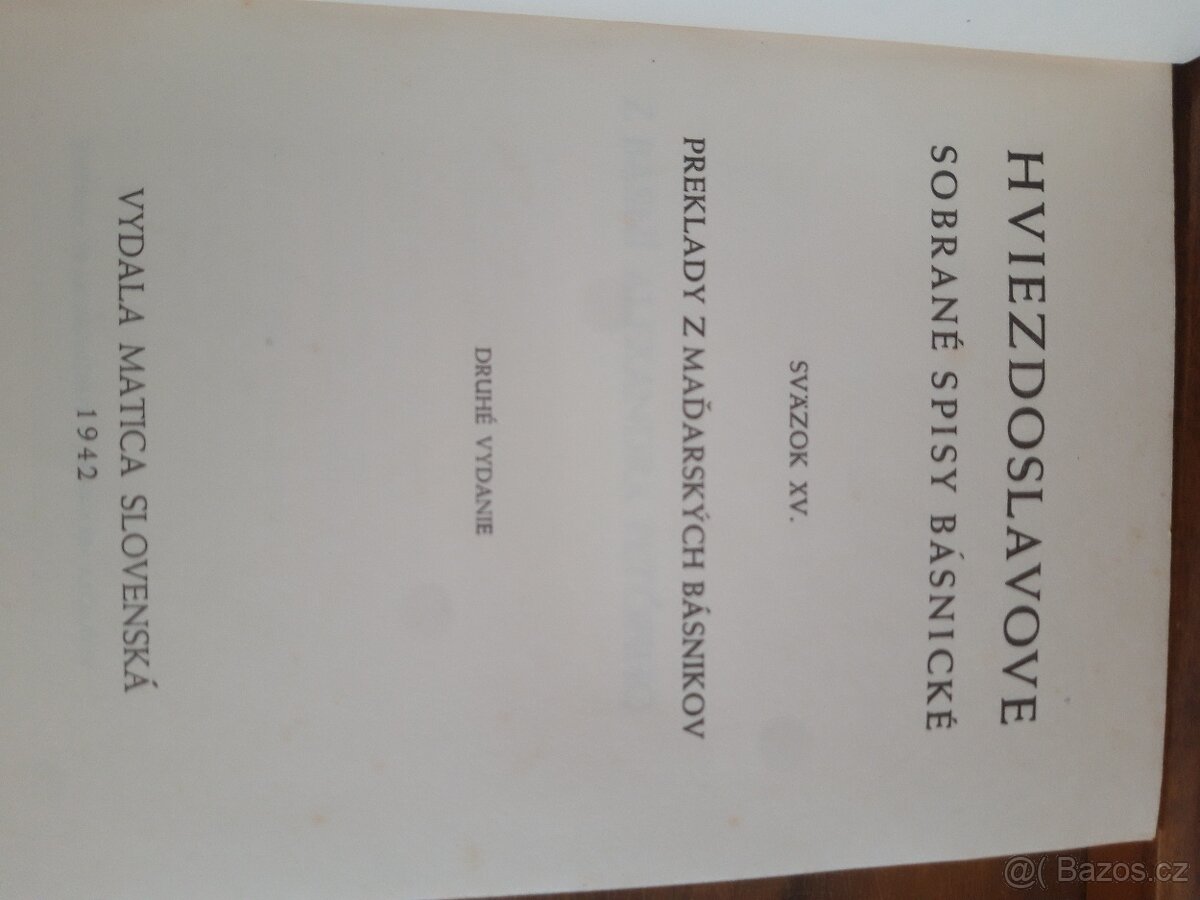 HVIEZDOSLAVOVE
SOBRANÉ SPISY BÁSNICKÉ
SVÄZOK XV.
PREKLADY Z MAĎARSKÝCH BÁSNIKOV
DRUHÉ VYDANIE
VYDALA MATICA SLOVENSKÁ
1942
@( Bazos.cz